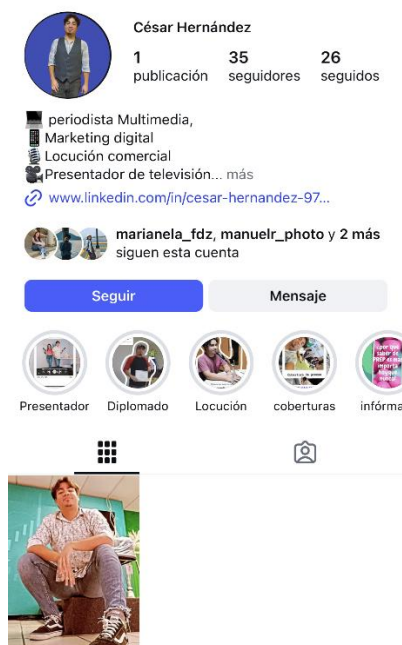 César Hernández
1 35 26
publicación seguidores seguidos
periodista Multimedia,
Marketing digital
Locución comercial
Presentador de televisión... más
www.linkedin.com/in/cesar-hernandez-97...
marianela_fdz, manuelr_photo y 2 más
siguen esta cuenta
Seguir Mensaje
Presentador Diplomado Locución coberturas infórma